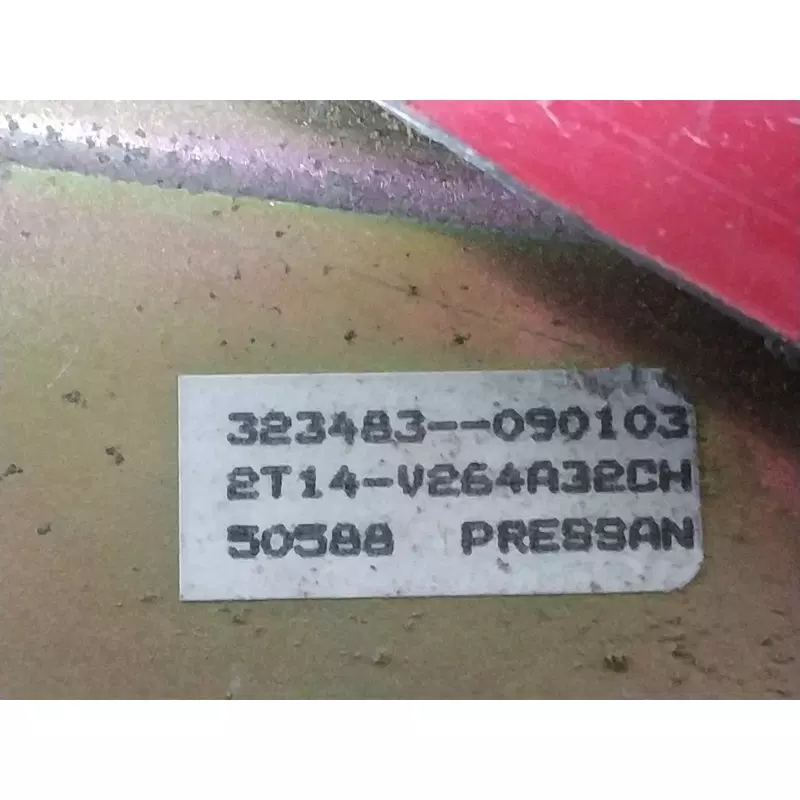 323483--090103
2T14-V264A32CH
50588 PRESSAN